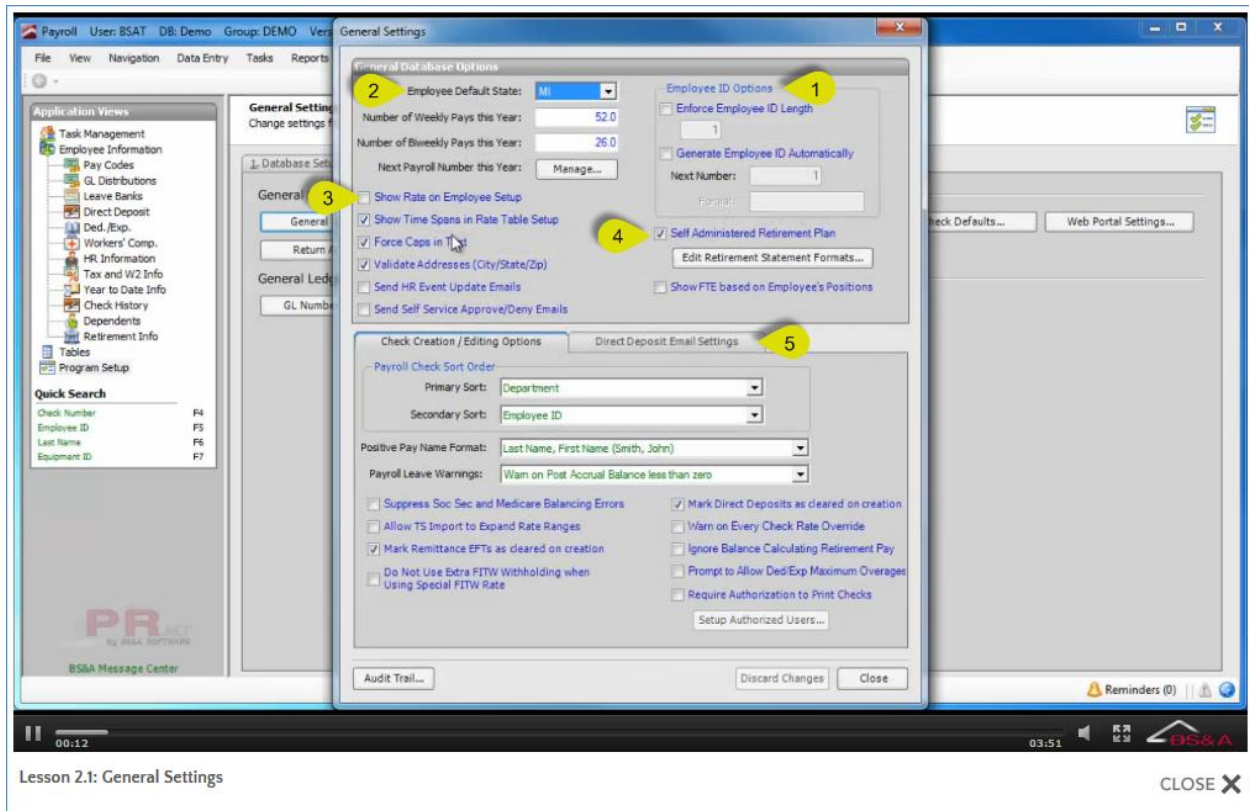 Payroll User: BSAT DB: Demo Group: DEMO Vers
General Settings
File View Navigation Data Entry Tasks Reports
Application Views
Task Management
Employee Information
Pay Codes
GL Distributions
Leave Banks
Direct Deposit
Ded./Exp.
Workers' Comp.
HR Information
Tax and W2 Info
Year to Date Info
Check History
Dependents
Retirement Info
Tables
Program Setup
Quick Search
Check Number F4
Employee ID F5
Last Name F6
Equipment ID F7
PR.NET
by BS&A SOFTWARE
BS&A Message Center
General Setting
Change settings f
1. Database Set
General
General
Return A
General Ledg
GL Numbe
General Database Options
2 Employee Default State: MI
Number of Weekly Pays this Year: 52.0
Number of Biweekly Pays this Year: 26.0
Next Payroll Number this Year: Manage...
3 Show Rate on Employee Setup
Show Time Spans in Rate Table Setup
Force Caps in
Validate Addresses (City/State/Zip)
Send HR Event Update Emails
Send Self Service Approve/Deny Emails
Employee ID Options 1
Enforce Employee ID Length
1
Generate Employee ID Automatically
Next Number: 1
Format:
4 Self Administered Retirement Plan
Edit Retirement Statement Formats...
Show FTE based on Employee's Positions
Check Creation / Editing Options Direct Deposit Email Settings 5
Payroll Check Sort Order
Primary Sort: Department
Secondary Sort: Employee ID
Positive Pay Name Format: Last Name, First Name (Smith, John)
Payroll Leave Warnings: Warn on Post Accrual Balance less than zero
Suppress Soc Sec and Medicare Balancing Errors
Allow TS Import to Expand Rate Ranges
Mark Remittance EFTs as cleared on creation
Do Not Use Extra FITW Withholding when
Using Special FITW Rate
Mark Direct Deposits as cleared on creation
Warn on Every Check Rate Override
Ignore Balance Calculating Retirement Pay
Prompt to Allow Ded/Exp Maximum Overages
Require Authorization to Print Checks
Setup Authorized Users...
Audit Trail... Discard Changes Close
heck Defaults... Web Portal Settings...
Reminders (0)
00:12 03:51 BS&A
Lesson 2.1: General Settings
CLOSE